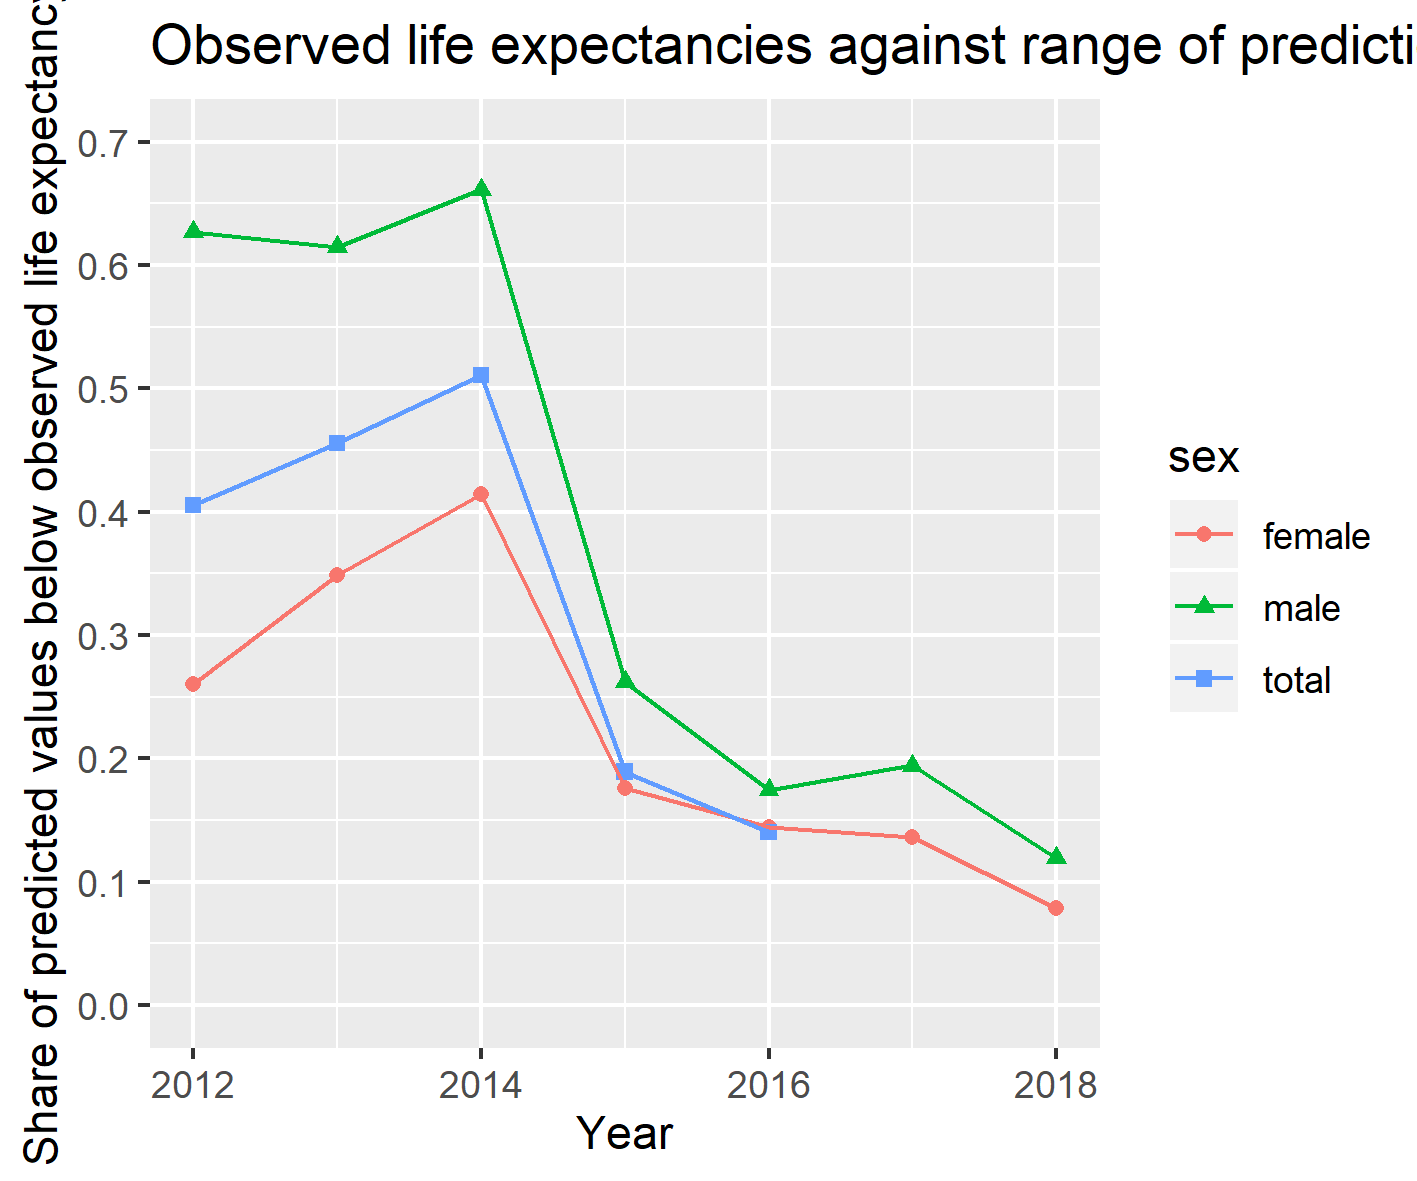 Observed life expectancies against range of
Share of predicted values below observed life expectancy
0.7
0.6
0.5
0.4
0.3
0.2
0.1
0.0
2012 2014 2016 2018
Year
sex
female
male
total